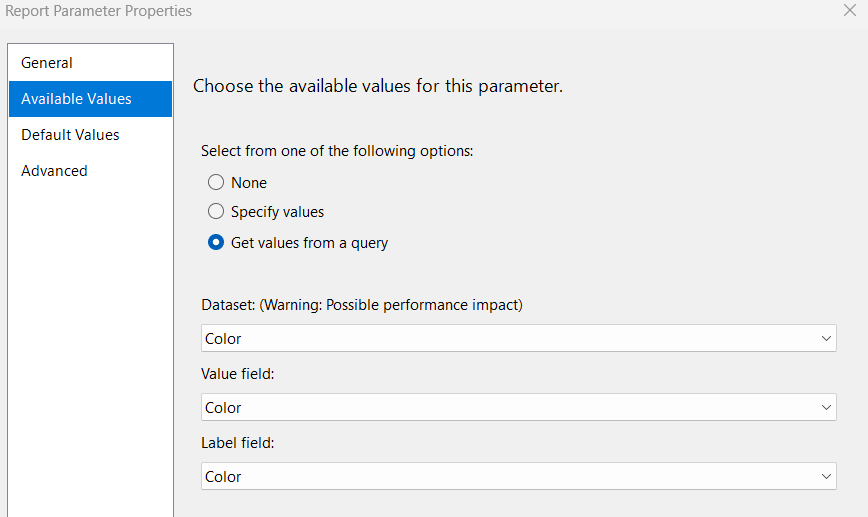 Report Parameter Properties
General
Available Values
Default Values
Advanced
Choose the available values for this parameter.
Select from one of the following options:
None
Specify values
Get values from a query
Dataset: (Warning: Possible performance impact)
Color
Value field:
Color
Label field:
Color